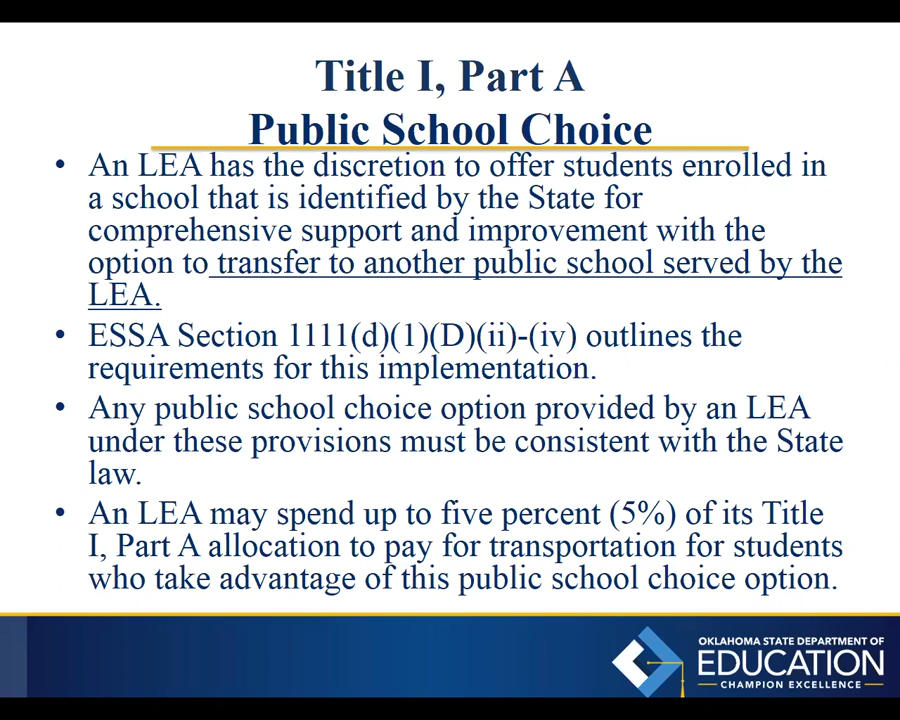 Title I, Part A
Public School Choice
• An LEA has the discretion to offer students enrolled in
a school that is identified by the State for
comprehensive support and improvement with the
option to transfer to another public school served by the
LEA.
• ESSA Section 1111(d)(1)(D)(ii)-(iv) outlines the
requirements for this implementation.
• Any public school choice option provided by an LEA
under these provisions must be consistent with the State
law.
• An LEA may spend up to five percent (5%) of its Title
I, Part A allocation to pay for transportation for students
who take advantage of this public school choice option.
OKLAHOMA STATE DEPARTMENT OF
EDUCATION
CHAMPION EXCELLENCE